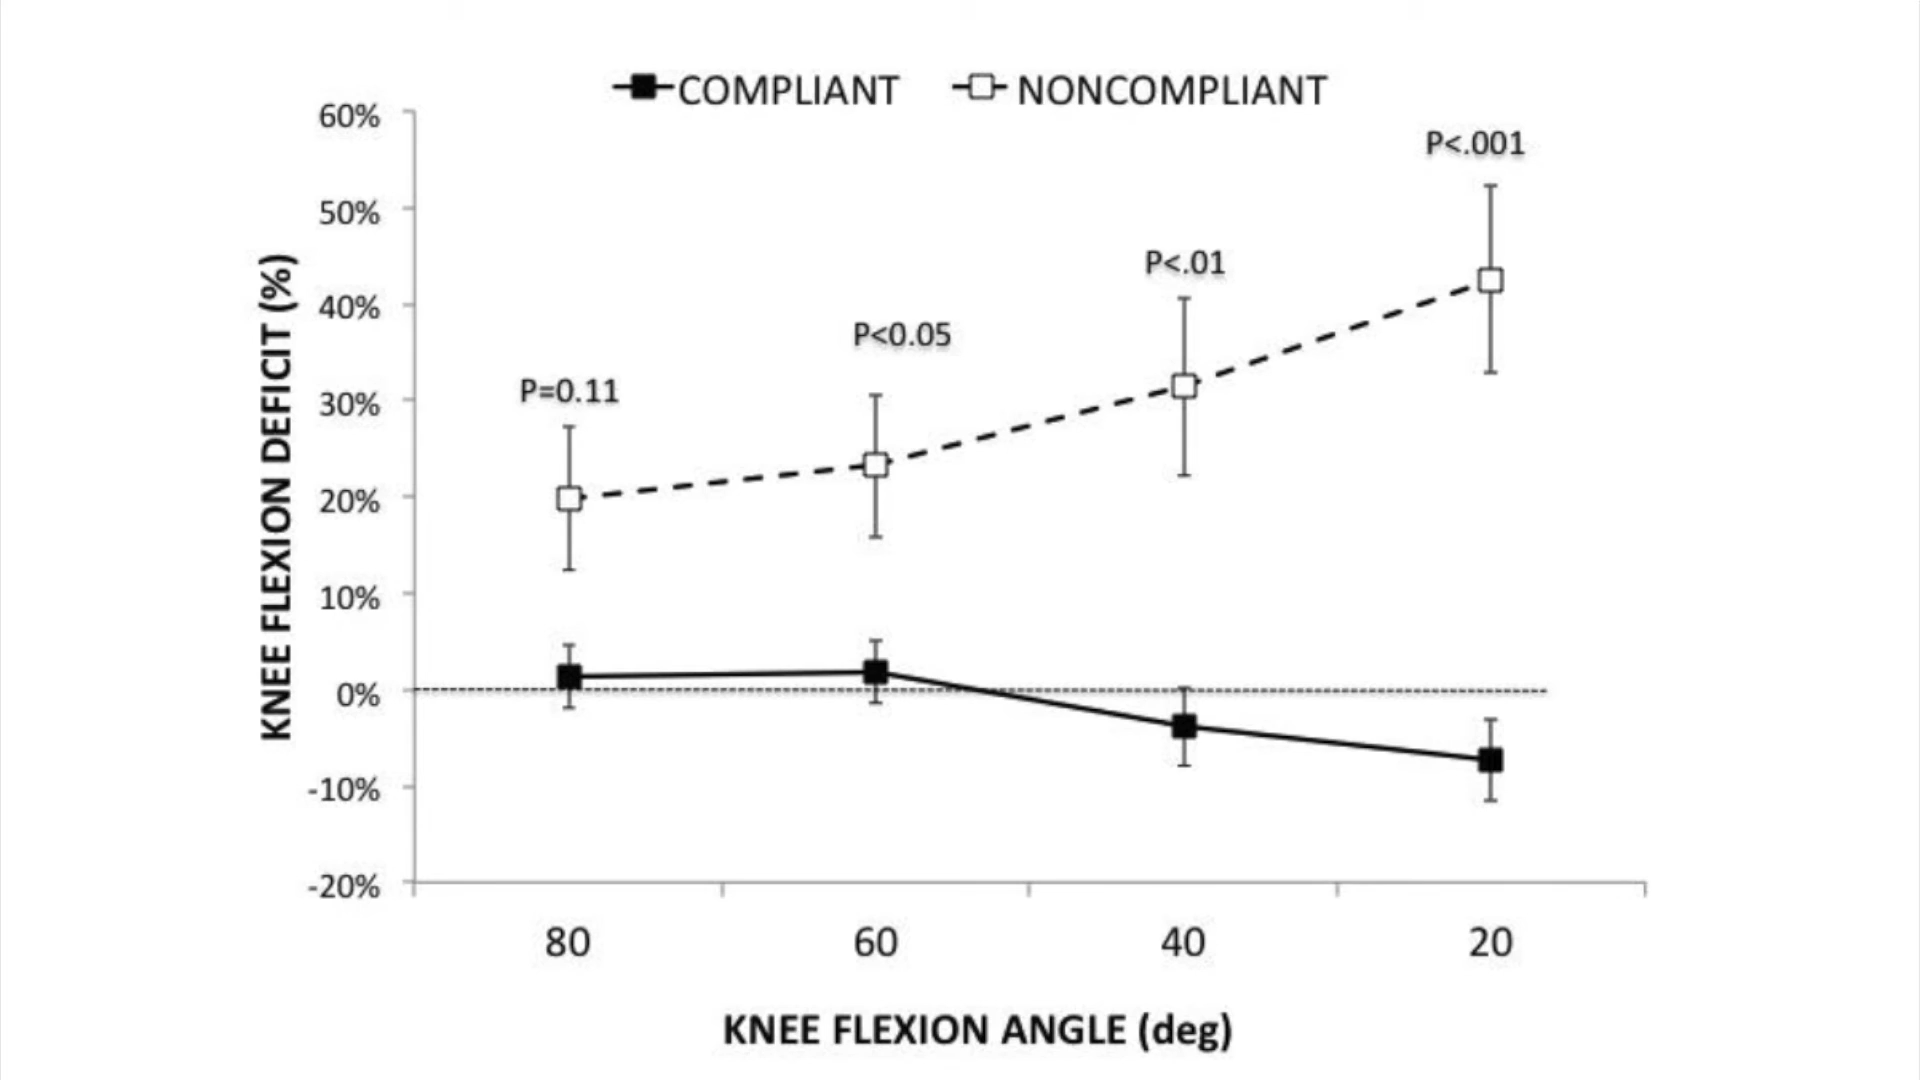 COMPLIANT NONCOMPLIANT
60%
P<.001
50%
P<.01
40%
P<0.05
P=0.11
30%
20%
10%
0%
-10%
-20%
KNEE FLEXION DEFICIT (%)
80 60 40 20
KNEE FLEXION ANGLE (deg)